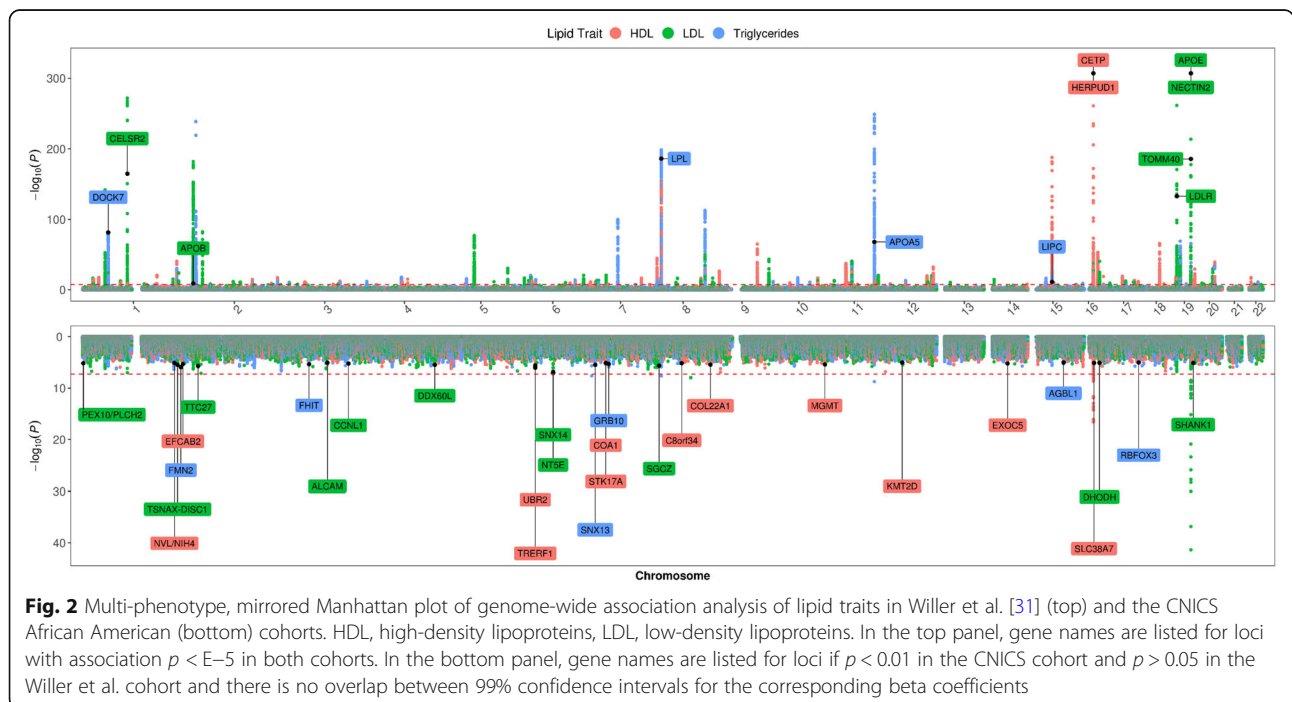 Lipid Trait HDL LDL Triglycerides
CETP APOE
300
HERPUD1 NECTIN2
CELSR2
200
−log10(P)
LPL TOMM40
DOCK7
LDLR
100
APOB APOA5 LIPC
0
1 2 3 4 5 6 7 8 9 10 11 12 13 14 15 16 17 18 19 20 21 22
0
10
−log10(P)
PEX10/PLCH2 TTC27 FHIT DDX60L GRB10 COL22A1 MGMT EXOC5 AGBL1
EFCAB2 CCNL1 SNX14 COA1 C8orf34 SHANK1
20
FMN2 NT5E SGCZ RBFOX3
STK17A
ALCAM KMT2D
30
TSNAX-DISC1 UBR2 DHODH
SNX13
40
NVL/NIH4 TRERF1 SLC38A7
Chromosome
Fig. 2 Multi-phenotype, mirrored Manhattan plot of genome-wide association analysis of lipid traits in Willer et al. [31] (top) and the CNICS
African American (bottom) cohorts. HDL, high-density lipoproteins, LDL, low-density lipoproteins. In the top panel, gene names are listed for loci
with association p < E−5 in both cohorts. In the bottom panel, gene names are listed for loci if p < 0.01 in the CNICS cohort and p > 0.05 in the
Willer et al. cohort and there is no overlap between 99% confidence intervals for the corresponding beta coefficients